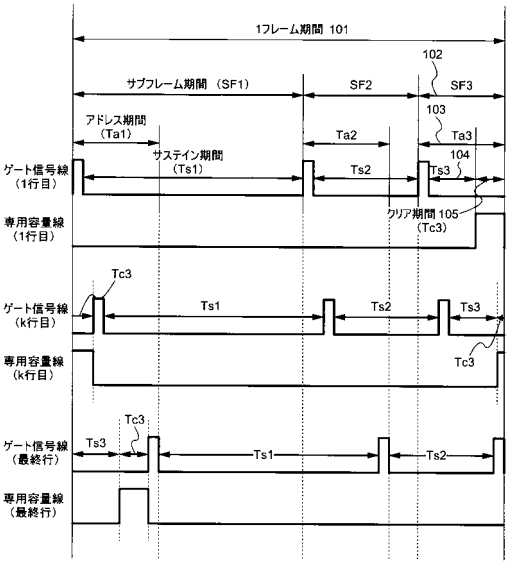 1フレーム期間 101
102
サブフレーム期間 (SF1)
SF2
SF3
103
アドレス期間
(Ta1)
Ta2
Ta3
サステイン期間
(Ts1)
104
ゲート信号線
(1行目)
Ts2
Ts3
クリア期間 105
(Tc3)
専用容量線
(1行目)
Tc3
ゲート信号線
(k行目)
Ts1
Ts2
Ts3
Tc3
専用容量線
(k行目)
Ts3
Tc3
ゲート信号線
(最終行)
Ts1
Ts2
専用容量線
(最終行)